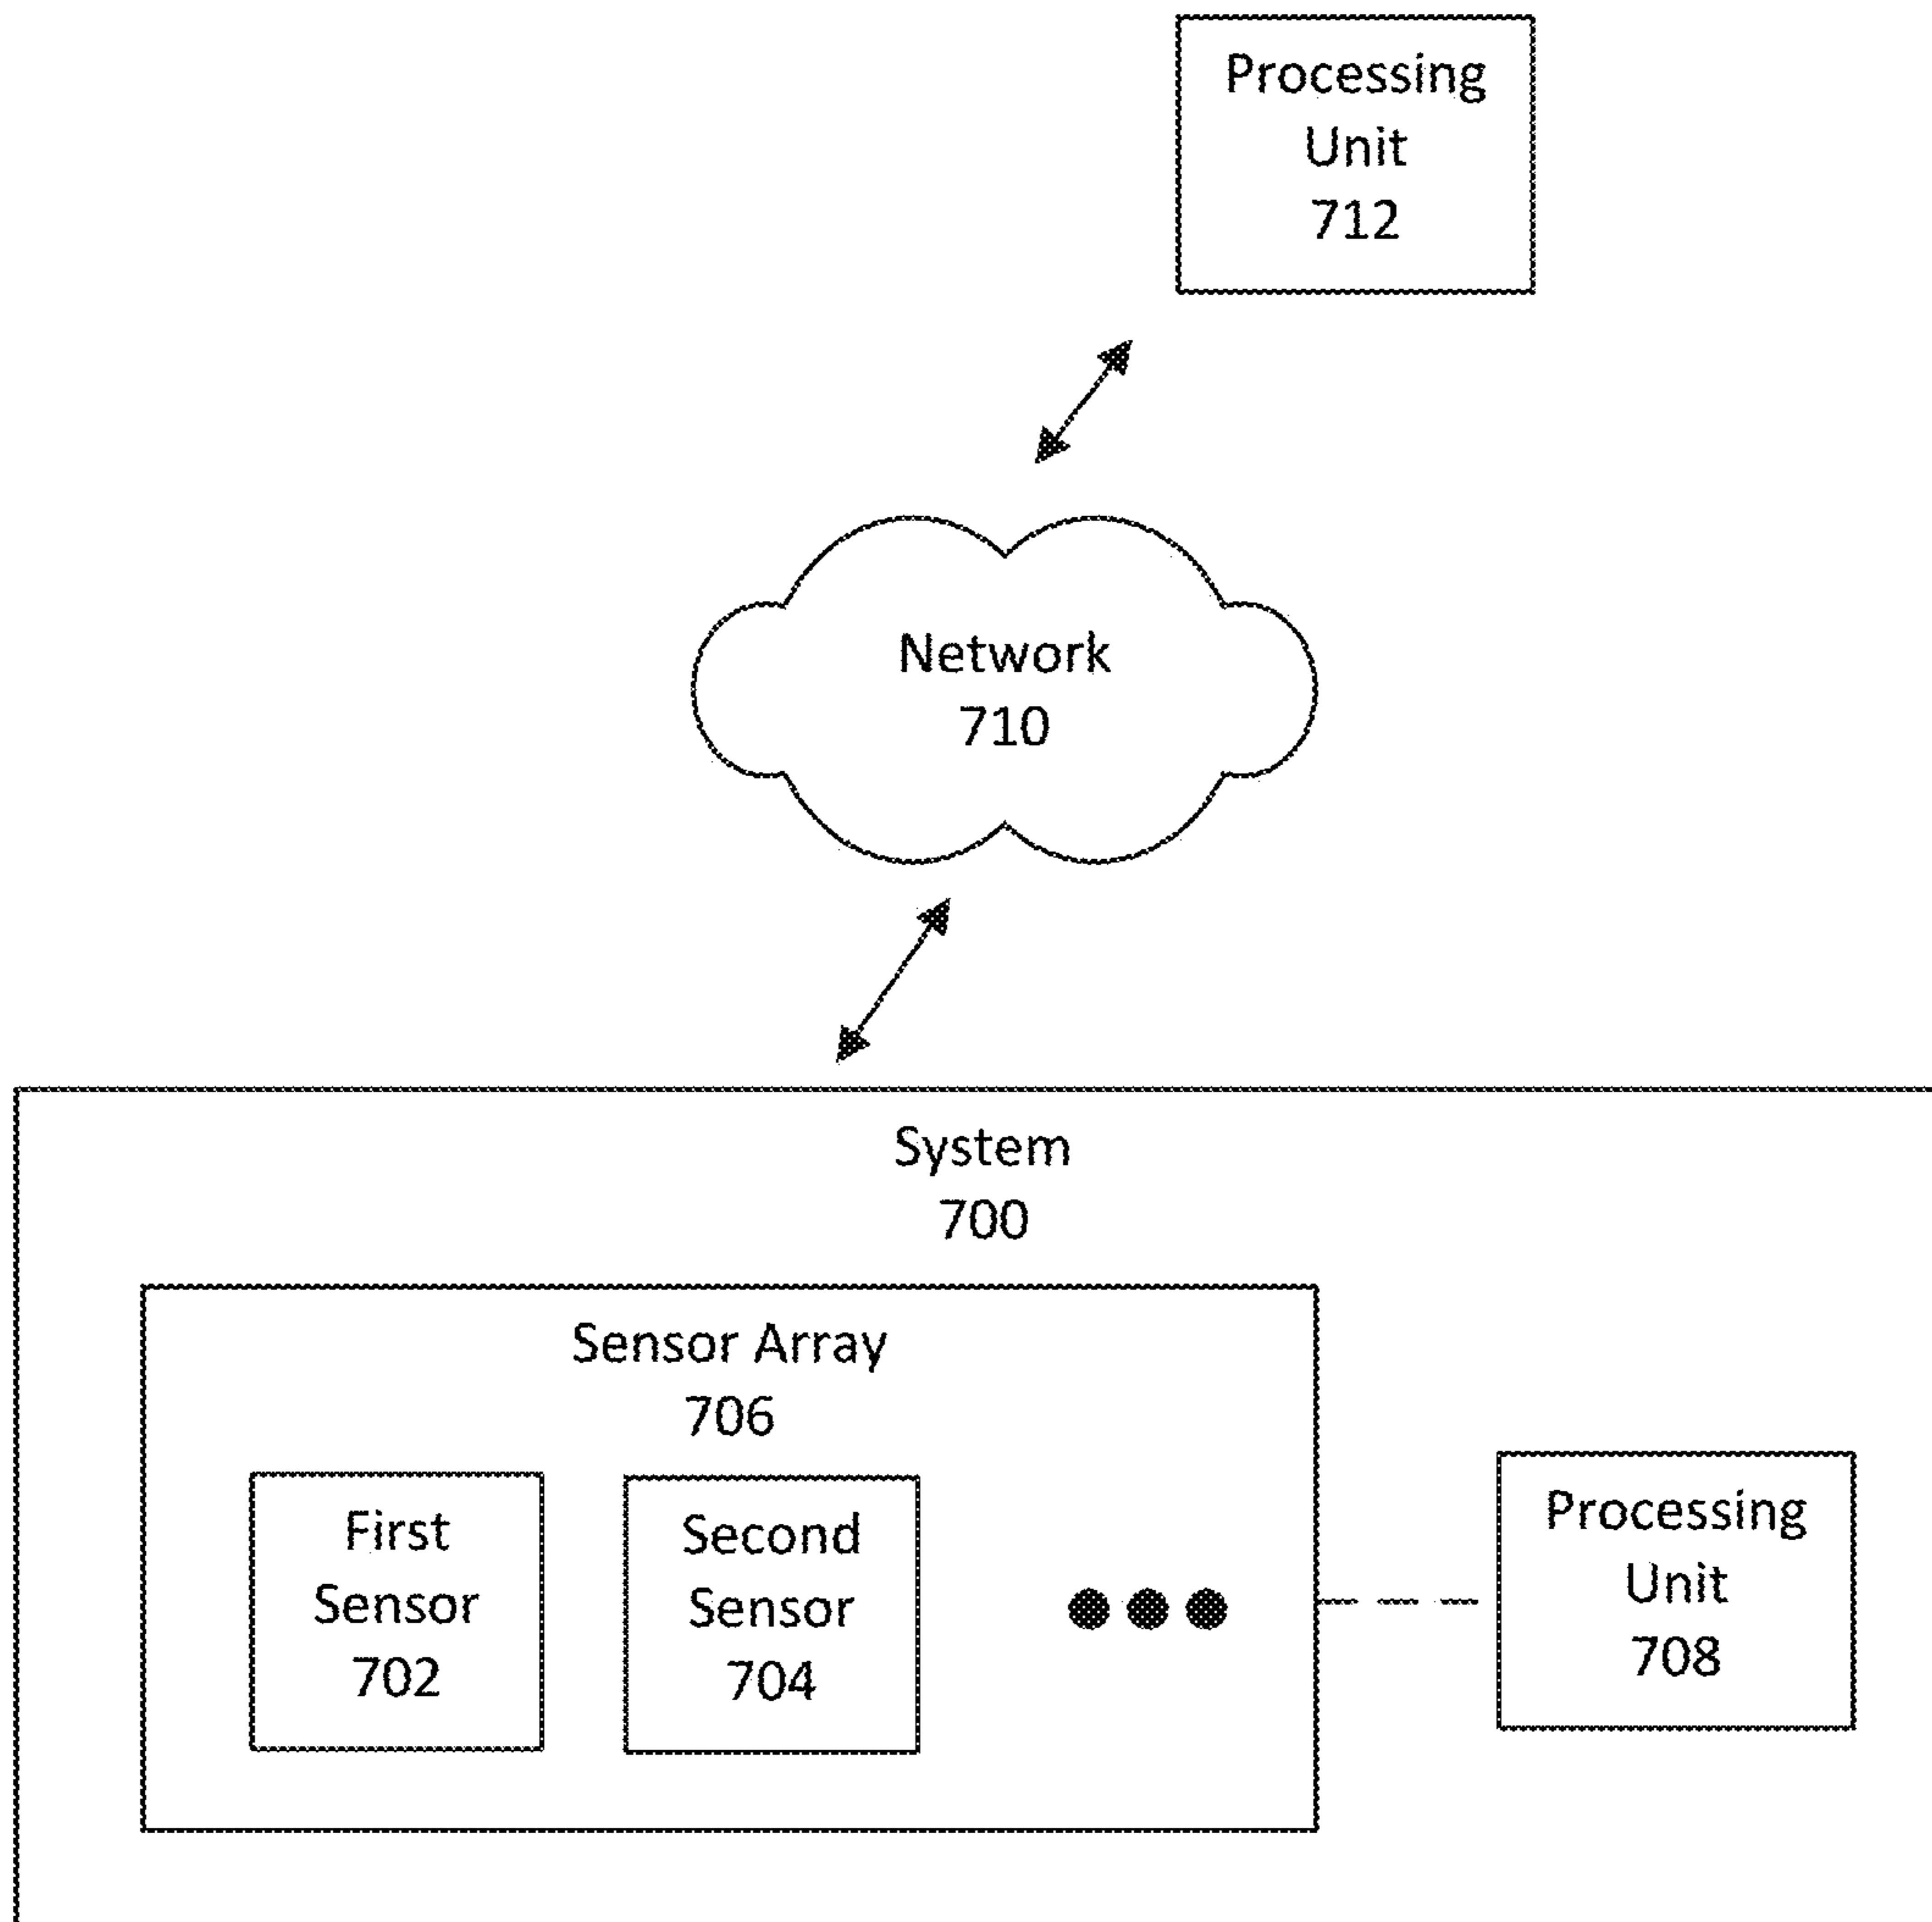 Processing
Unit
712
Network
710
System
700
Sensor Array
706
First
Sensor
702
Second
Sensor
704
Processing
Unit
708